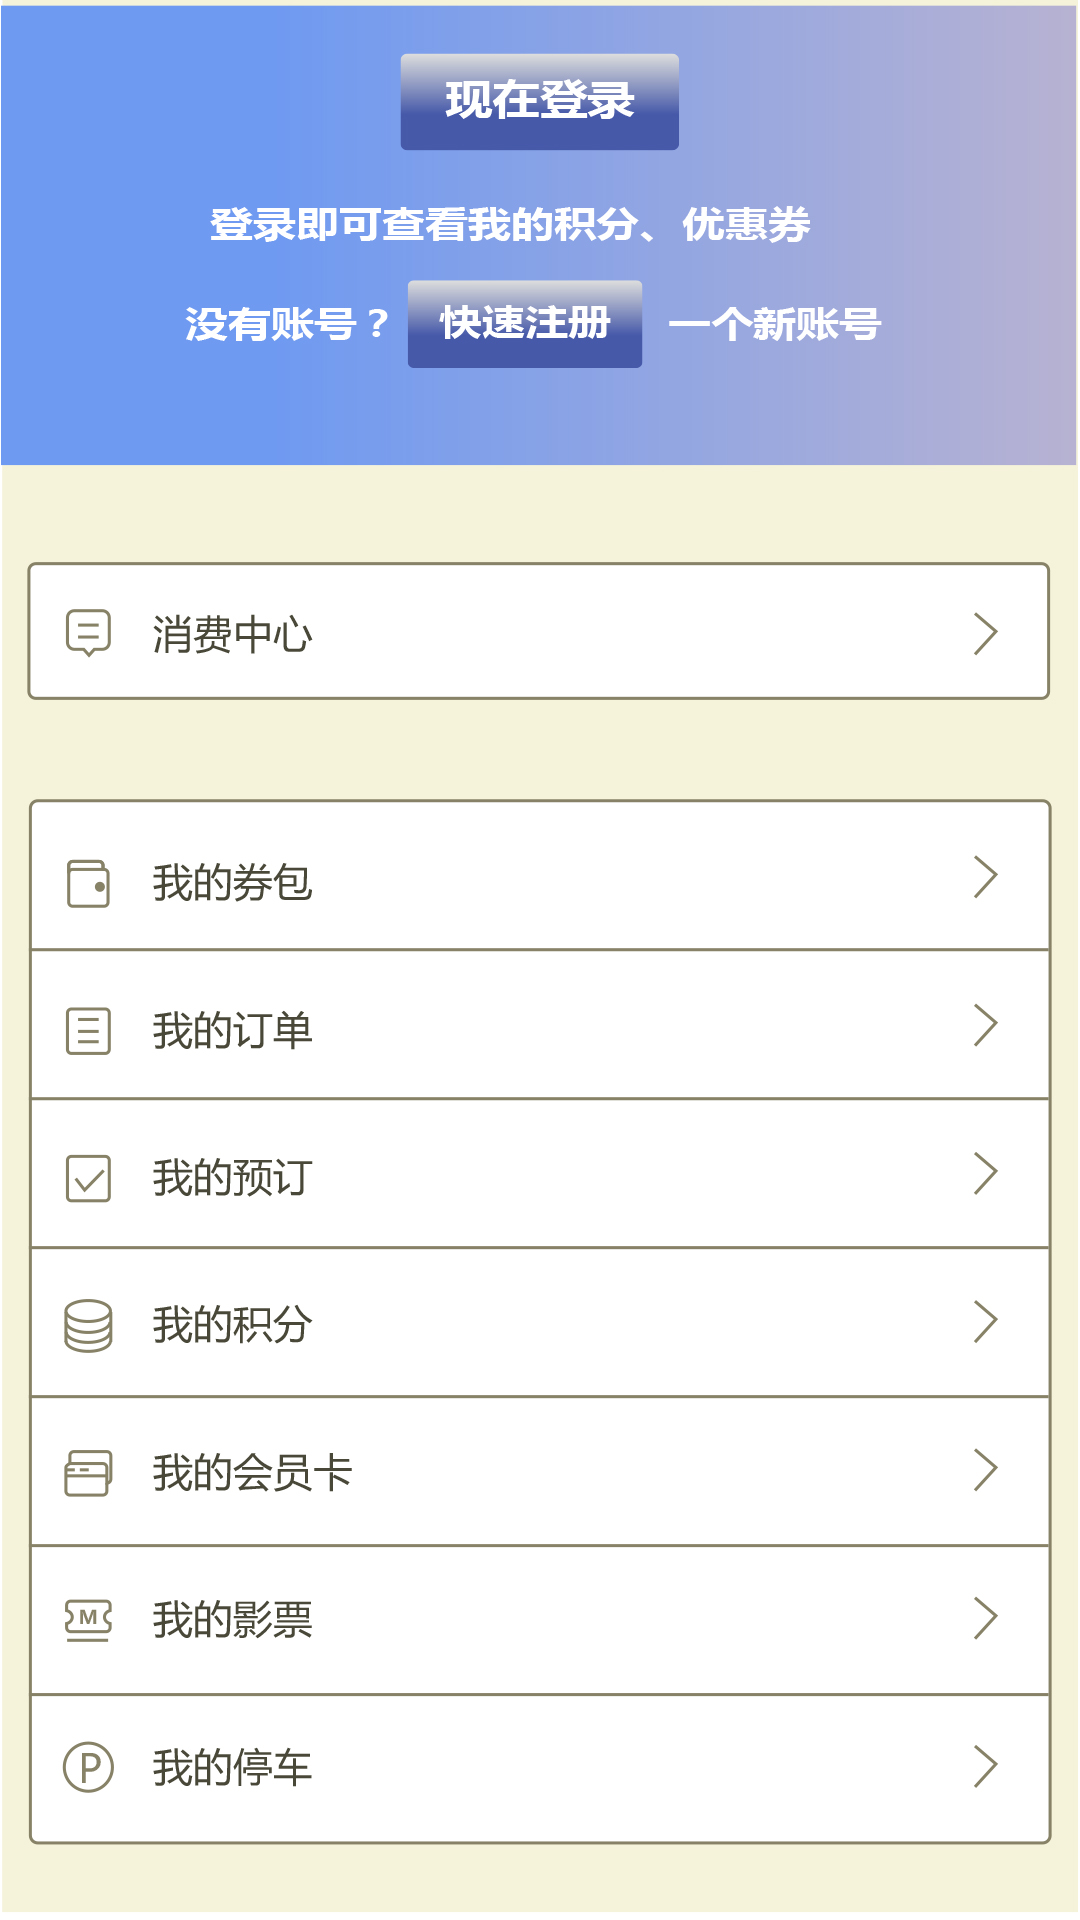 现在登录
登录即可查看我的积分、优惠券
没有账号？ 快速注册 一个新账号
消费中心
我的券包
我的订单
我的预订
我的积分
我的会员卡
M 我的影票
P 我的停车